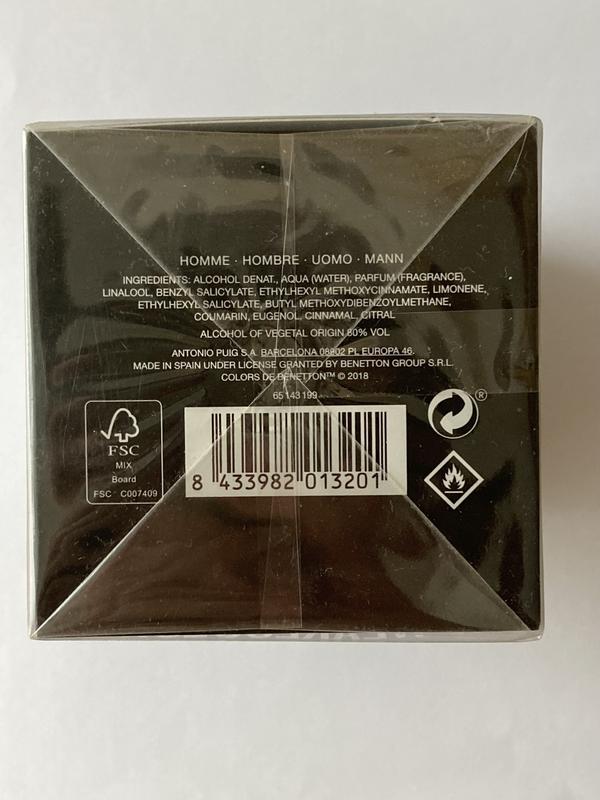 HOMME · HOMBRE · UOMO · MANN
INGREDIENTS: ALCOHOL DENAT., AQUA (WATER), PARFUM (FRAGRANCE),
LINALOOL, BENZYL SALICYLATE, ETHYLHEXYL METHOXYCINNAMATE, LIMONENE,
ETHYLHEXYL SALICYLATE, BUTYL METHOXYDIBENZOYLMETHANE,
COUMARIN, EUGENOL, CINNAMAL, CITRAL
ALCOHOL OF VEGETAL ORIGIN 80% VOL
ANTONIO PUIG S.A. BARCELONA 08902 PL. EUROPA 46.
MADE IN SPAIN UNDER LICENSE GRANTED BY BENETTON GROUP S.R.L.
COLORS OF BENETTON™ © 2018
65143199
®
FSC
MIX
Board
FSC® C007409
8 433982 013201